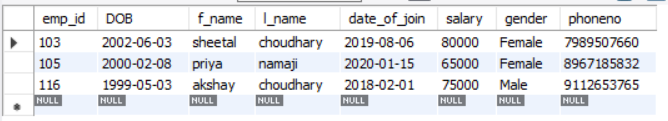 emp_id DOB f_name l_name date_of_join salary gender phoneno
103 2002-06-03 sheetal choudhary 2019-08-06 80000 Female 7989507660
105 2000-02-08 priya namaji 2020-01-15 65000 Female 8967185832
116 1999-05-03 akshay choudhary 2018-02-01 75000 Male 9112653765
NULL NULL NULL NULL NULL NULL NULL NULL